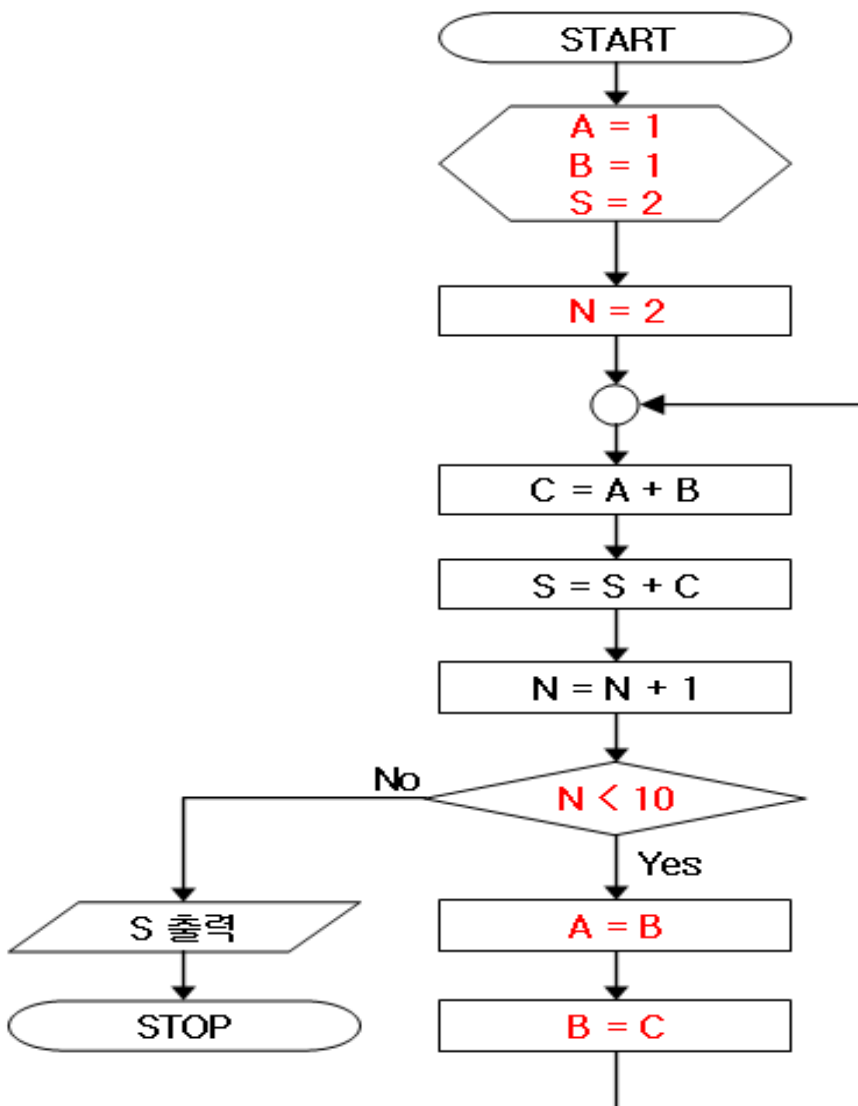 START
A = 1
B = 1
S = 2
N = 2
C = A + B
S = S + C
N = N + 1
N < 10
No
Yes
S 출력
A = B
STOP
B = C